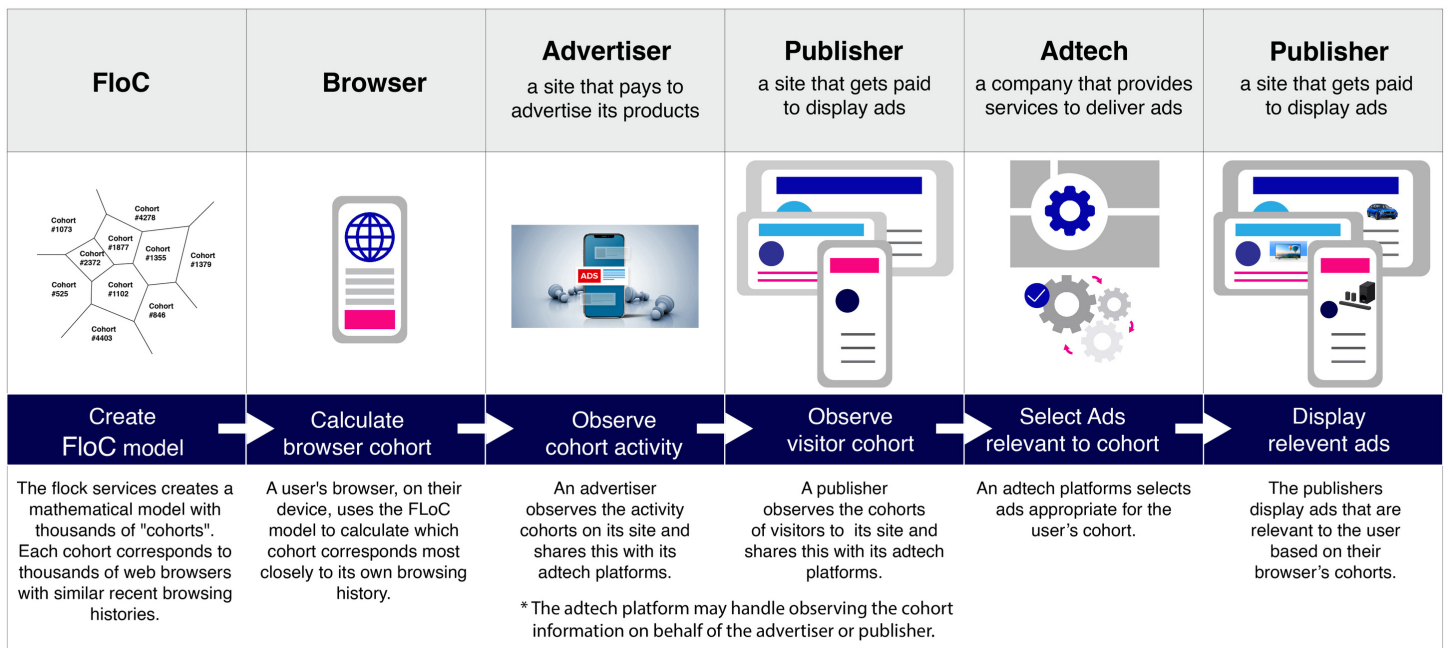 FloC
Browser
Advertiser
a site that pays to
advertise its products
Publisher
a site that gets paid
to display ads
Adtech
a company that provides
services to deliver ads
Publisher
a site that gets paid
to display ads
Cohort
#1073
Cohort
#4278
Cohort
#1877
Cohort
#2372
Cohort
#1355
Cohort
#1379
Cohort
#525
Cohort
#1102
Cohort
#846
Cohort
#4403
ADS
Create
FloC model
Calculate
browser cohort
Observe
cohort activity
Observe
visitor cohort
Select Ads
relevant to cohort
Display
relevent ads
The flock services creates a
mathematical model with
thousands of "cohorts".
Each cohort corresponds to
thousands of web browsers
with similar recent browsing
histories.
A user's browser, on their
device, uses the FLoC
model to calculate which
cohort corresponds most
closely to its own browsing
history.
An advertiser
observes the activity
cohorts on its site and
shares this with its
adtech platforms.
A publisher
observes the cohorts
of visitors to its site and
shares this with its adtech
platforms.
An adtech platforms selects
ads appropriate for the
user’s cohort.
The publishers
display ads that are
relevant to the user
based on their
browser’s cohorts.
* The adtech platform may handle observing the cohort
information on behalf of the advertiser or publisher.